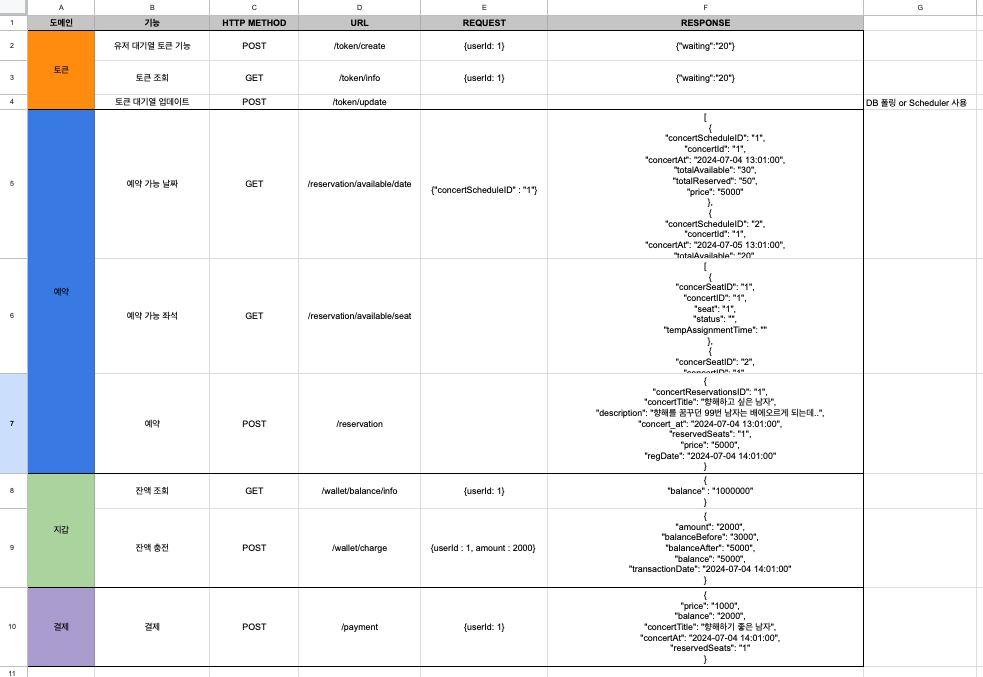 A B C D E F G
1 도메인 기능 HTTP METHOD URL REQUEST RESPONSE
2 토큰 유저 대기열 토큰 기능 POST /token/create {userId: 1} {"waiting":"20"}
3 토큰 조회 GET /token/info {userId: 1} {"waiting":"20"}
4 토큰 대기열 업데이트 POST /token/update DB 폴링 or Scheduler 사용
5 예약 예약 가능 날짜 GET /reservation/available/date {"concertScheduleID" : "1"}
[
{
"concertScheduleID": "1",
"concertId": "1",
"concertAt": "2024-07-04 13:01:00",
"totalAvailable": "30",
"totalReserved": "50",
"price": "5000"
},
{
"concertScheduleID": "2",
"concertId": "1",
"concertAt": "2024-07-05 13:01:00",
"totalAvailable": "20"
6 예약 가능 좌석 GET /reservation/available/seat
[
{
"concerSeatID": "1",
"concertID": "1",
"seat": "1",
"status": "",
"tempAssignmentTime": ""
},
{
"concerSeatID": "2",
"concertID": "1"
7 예약 POST /reservation
{
"concertReservationsID": "1",
"concertTitle": "향해하고 싶은 남자",
"description": "향해를 꿈꾸던 99번 남자는 배에오르게 되는데..",
"concert_at": "2024-07-04 13:01:00",
"reservedSeats": "1",
"price": "5000",
"regDate": "2024-07-04 14:01:00"
}
8 지갑 잔액 조회 GET /wallet/balance/info {userId: 1}
{
"balance" : "1000000"
}
9 잔액 충전 POST /wallet/charge {userId : 1, amount : 2000}
{
"amount": "2000",
"balanceBefore": "3000",
"balanceAfter": "5000",
"balance": "5000",
"transactionDate": "2024-07-04 14:01:00"
}
10 결제 결제 POST /payment {userId: 1}
{
"price": "1000",
"balance": "2000",
"concertTitle": "향해하기 좋은 남자",
"concertAt": "2024-07-04 14:01:00",
"reservedSeats": "1"
}
11